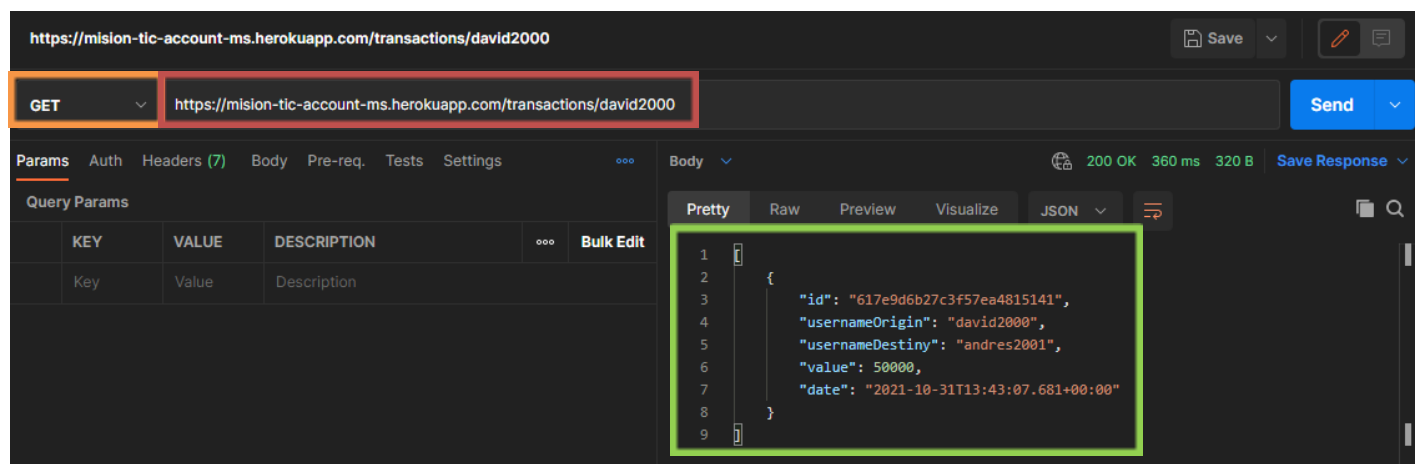 https://mision-tic-account-ms.herokuapp.com/transactions/david2000
Save
GET
https://mision-tic-account-ms.herokuapp.com/transactions/david2000
Send
Params Auth Headers (7) Body Pre-req. Tests Settings
Query Params
KEY VALUE DESCRIPTION Bulk Edit
Key Value Description
Body 200 OK 360 ms 320 B Save Response
Pretty Raw Preview Visualize JSON
1 [
2 {
3 "id": "617e9d6b27c3f57ea4815141",
4 "usernameOrigin": "david2000",
5 "usernameDestiny": "andres2001",
6 "value": 50000,
7 "date": "2021-10-31T13:43:07.681+00:00"
8 }
9 ]